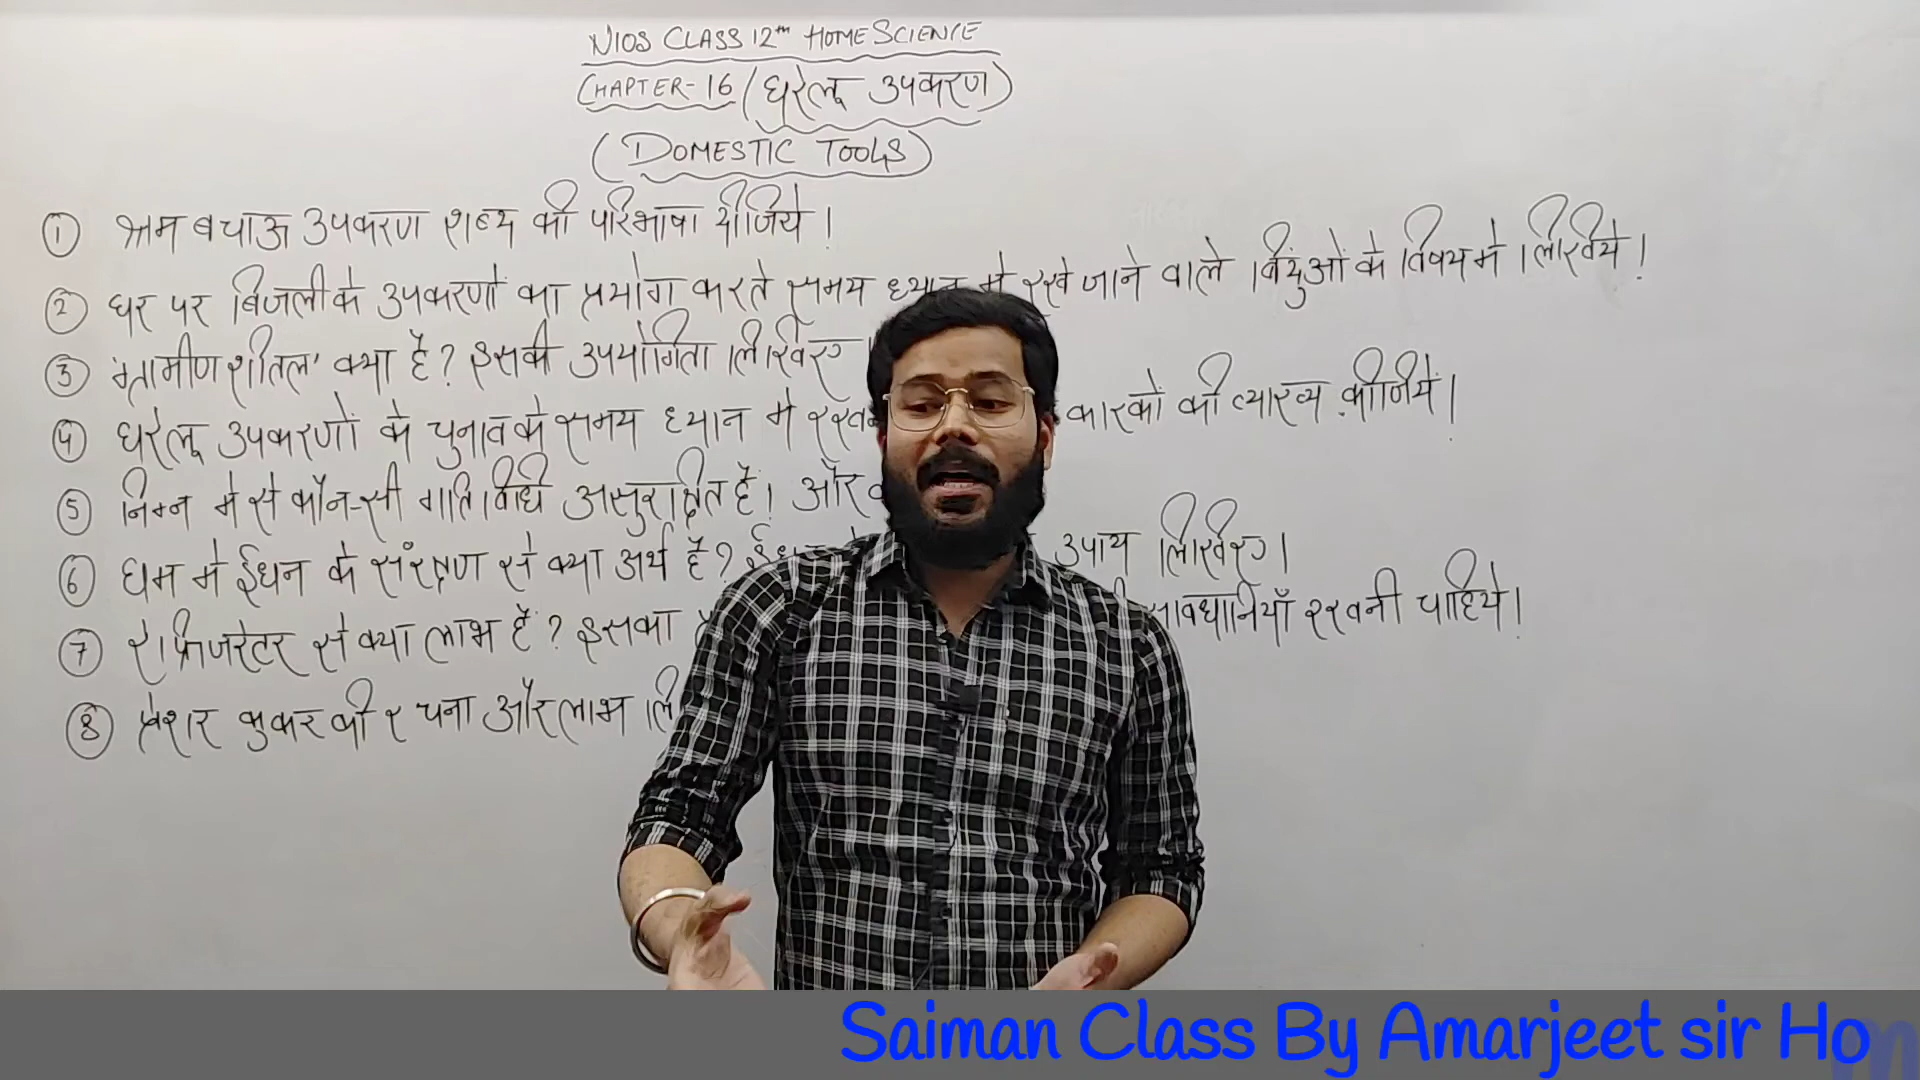 NIOS CLASS 12th HOME SCIENCE
CHAPTER-16 / घरेलू उपकरण)
(DOMESTIC TOOLS)
① श्रम बचाऊ उपकरण शब्द की परिभाषा दीजिये।
② घर पर बिजली के उपकरणों का प्रयोग करते समय ध्यान में रखे जाने वाले बिंदुओं के विषय में लिखिये।
③ 'ग्रामीण शीतल' क्या है? इसकी उपयोगिता लिखिए।
④ घरेलू उपकरणों के चुनाव के समय ध्यान में कारकों की व्याख्य कीजिये।
⑤ निम्न में से कौन-सी गतिविधि असुरक्षित है। और
⑥ घम में ईधन के संरक्षण से क्या अर्थ है? उपाय लिखिए।
⑦ रेफ्रिजरेटर से क्या लाभ है? इसका सावधानियाँ रखनी चाहिये।
⑧ प्रेशर कुकर की रचना और लाभ
Saiman Class By Amarjeet sir Ho